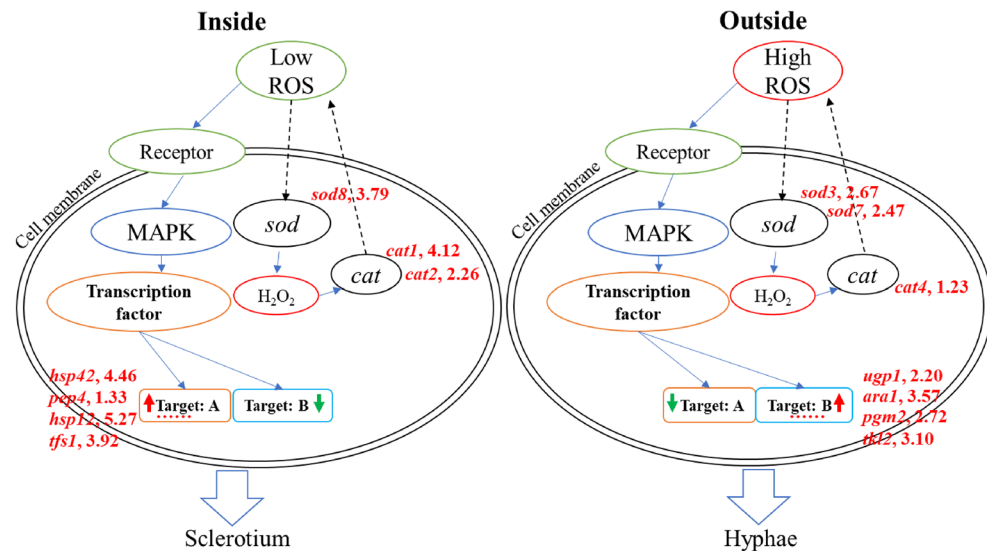 Inside
Low
ROS
Receptor
Cell membrane
MAPK
sod
sod8, 3.79
cat1, 4.12
cat2, 2.26
cat
Transcription
factor
H₂O₂
hsp42, 4.46
pep4, 1.33
hsp12, 5.27
tfs1, 3.92
Target: A
Target: B
Sclerotium
Outside
High
ROS
Receptor
Cell membrane
MAPK
sod
sod3, 2.67
sod7, 2.47
cat
cat4, 1.23
Transcription
factor
H₂O₂
Target: A
Target: B
ugp1, 2.20
ara1, 3.57
pgm2, 2.72
tkl2, 3.10
Hyphae